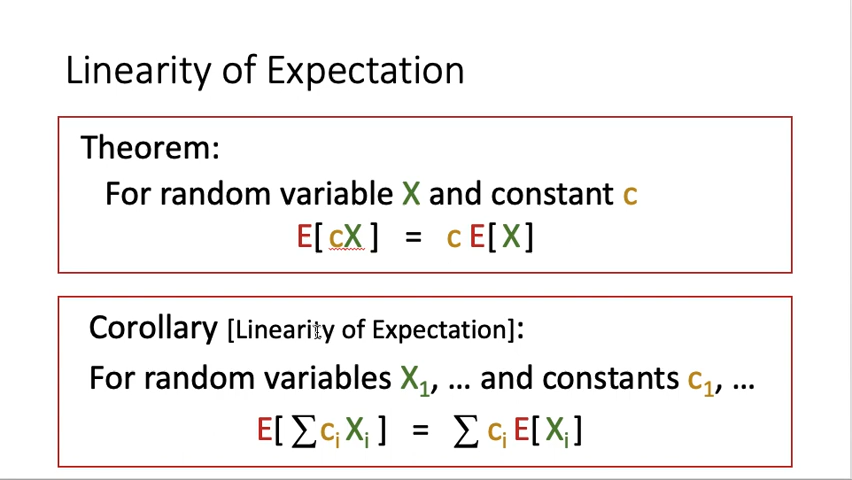 Linearity of Expectation
Theorem:
For random variable X and constant c
E[ cX ] = c E[ X ]
Corollary [Linearity of Expectation]:
For random variables X₁, … and constants c₁, …
E[ ∑cᵢ Xᵢ ] = ∑ cᵢ E[ Xᵢ ]